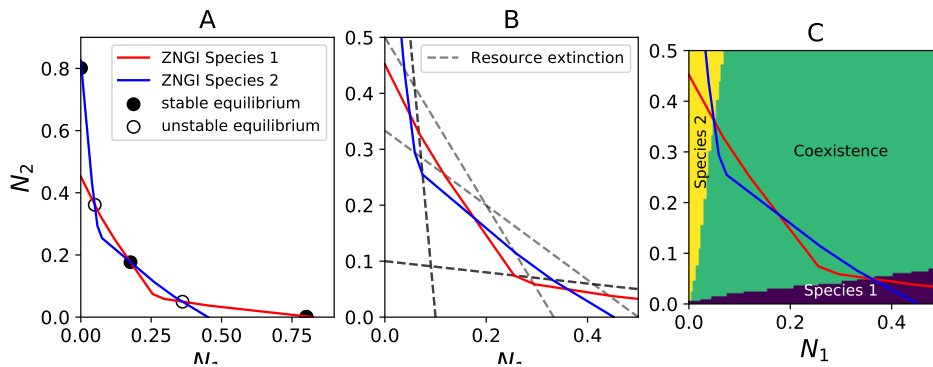 A
B
C
ZNGI Species 1
ZNGI Species 2
stable equilibrium
unstable equilibrium
N2
0.8
0.6
0.4
0.2
0.0
0.00
0.25
0.50
0.75
N1
Resource extinction
0.5
0.4
0.3
0.2
0.1
0.0
0.0
0.2
0.4
N1
Species 2
Coexistence
Species 1
0.5
0.4
0.3
0.2
0.1
0.0
0.0
0.2
0.4
N1